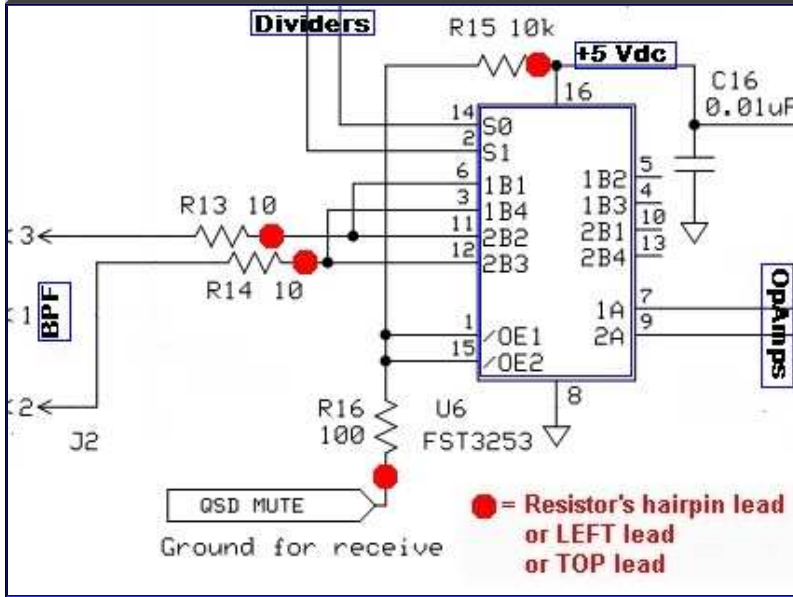 Dividers
R15 10k
+5 Vdc
C16
0.01uF
16
14 S0
2 S1
6 1B1
3 1B4
11 2B2
12 2B3
1 /OE1
15 /OE2
1B2 5
1B3 4
2B1 10
2B4 13
1A 7
2A 9
8
R13 10
R14 10
3
1
2
BPF
J2
OpAmps
R16
100
U6
FST3253
QSD MUTE
Ground for receive
= Resistor's hairpin lead
or LEFT lead
or TOP lead